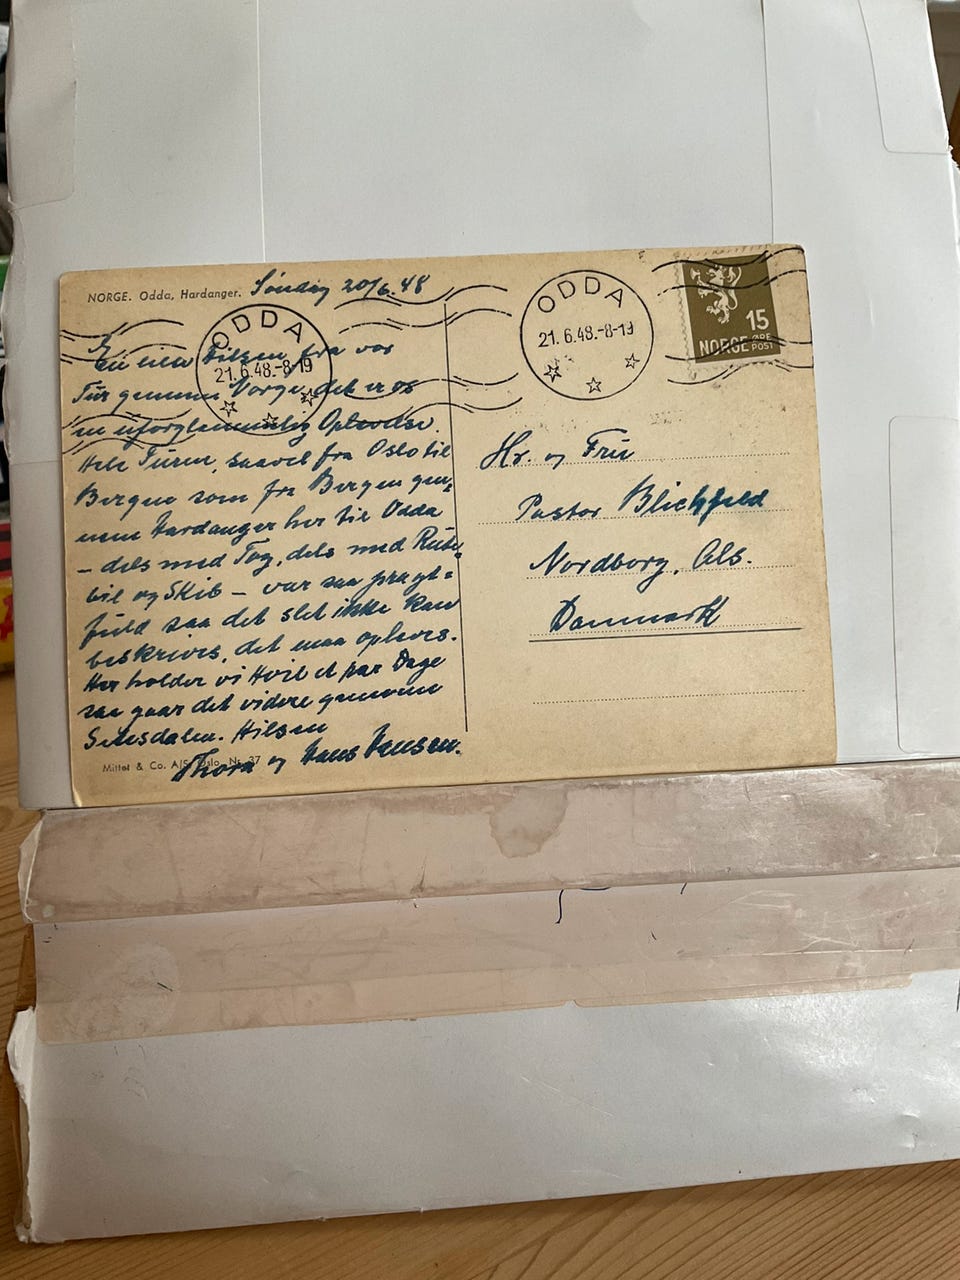 NORGE. Odda, Hardanger. Søndag 20/6. 48
ODDA
21.6.48.-8-19
ODDA
21.6.48.-8-19
15
NORGE ØRE POST
En liden Hilsen fra vor
Tur gennem Norge, det er os
en uforglemmelig Oplevelse.
Hele Turen, saavel fra Oslo til
Bergen som fra Bergen gen-
nem Hardanger her til Odda
– dels med Tog, dels med Rute-
bil og Skib – var saa pragt-
fuld saa det slet ikke kan
beskrives, det maa opleves.
Her holder vi Hvil et par Dage
saa gaar det videre gennem
Setesdalen. Hilsen
Thora og Hans Hansen.
Mittet & Co. A/S, Oslo. Nr. 37
Hr. og Fru
Pastor Blichfeld
Nordborg, Als.
Danmark